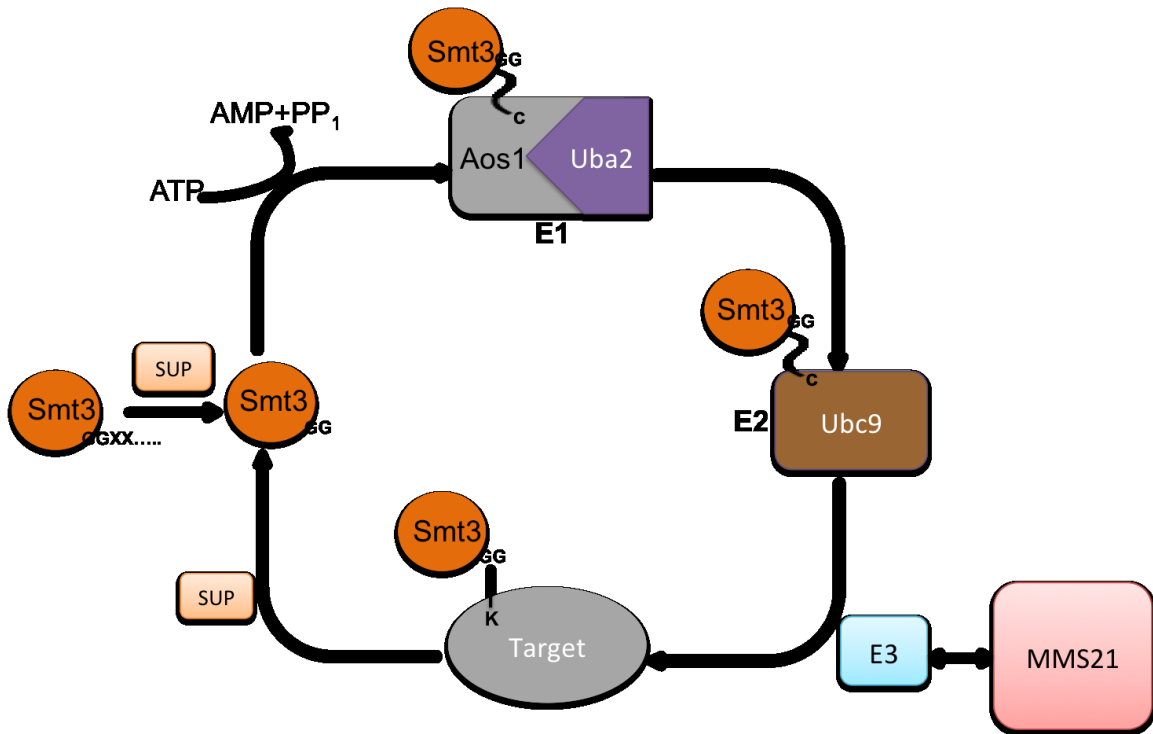 Smt3
GG
C
AMP+PP1
ATP
Aos1
Uba2
E1
Smt3
GG
C
E2
Ubc9
SUP
Smt3
GGXX.....
Smt3
GG
Smt3
GG
K
Target
SUP
E3
MMS21